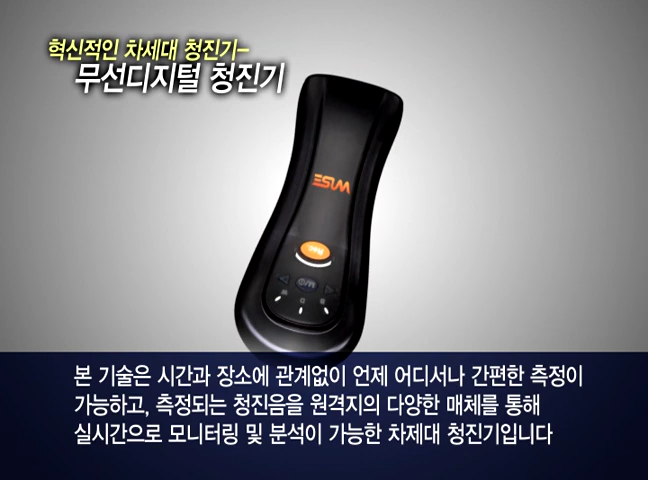 혁신적인 차세대 청진기-
무선디지털 청진기
WISE
Rec
M/D
W D B
본 기술은 시간과 장소에 관계없이 언제 어디서나 간편한 측정이
가능하고, 측정되는 청진음을 원격지의 다양한 매체를 통해
실시간으로 모니터링 및 분석이 가능한 차제대 청진기입니다